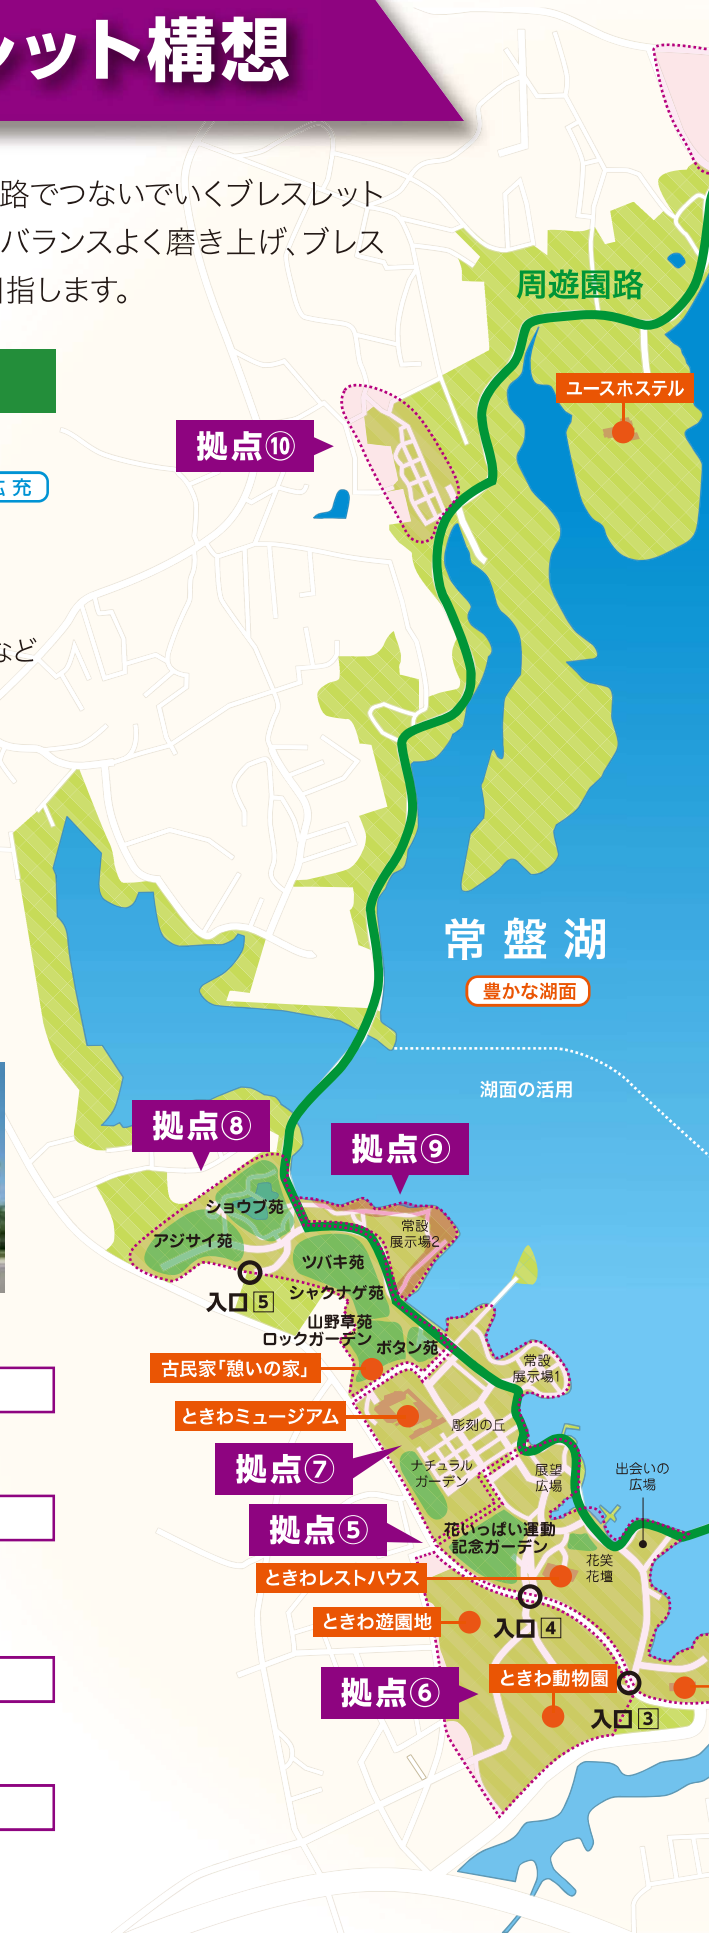 レット構想
路でつないでいくブレスレット
バランスよく磨き上げ、ブレス
目指します。
周遊園路
ユースホステル
拠点⑩
拡充
など
常盤湖
豊かな湖面
湖面の活用
拠点⑧
拠点⑨
ショウブ苑
アジサイ苑
常設
展示場2
ツバキ苑
入口5
シャクナゲ苑
山野草苑
ロックガーデン
ボタン苑
古民家「憩いの家」
常設
展示場1
ときわミュージアム
彫刻の丘
拠点⑦
ナチュラル
ガーデン
展望
広場
出会いの
広場
拠点⑤
花いっぱい運動
記念ガーデン
花笑
花壇
ときわレストハウス
ときわ遊園地
入口4
拠点⑥
ときわ動物園
入口3